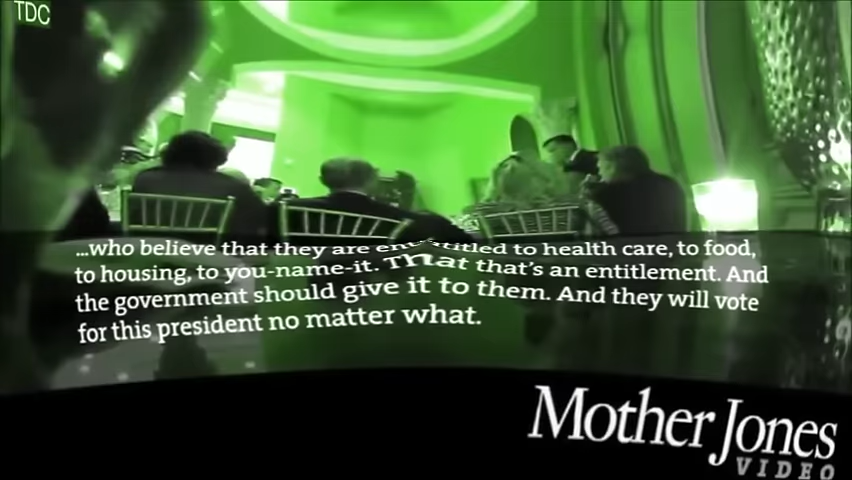 TDC
...who believe that they are entitled to health care, to food,
to housing, to you-name-it. That that's an entitlement. And
the government should give it to them. And they will vote
for this president no matter what.
Mother Jones
VIDEO